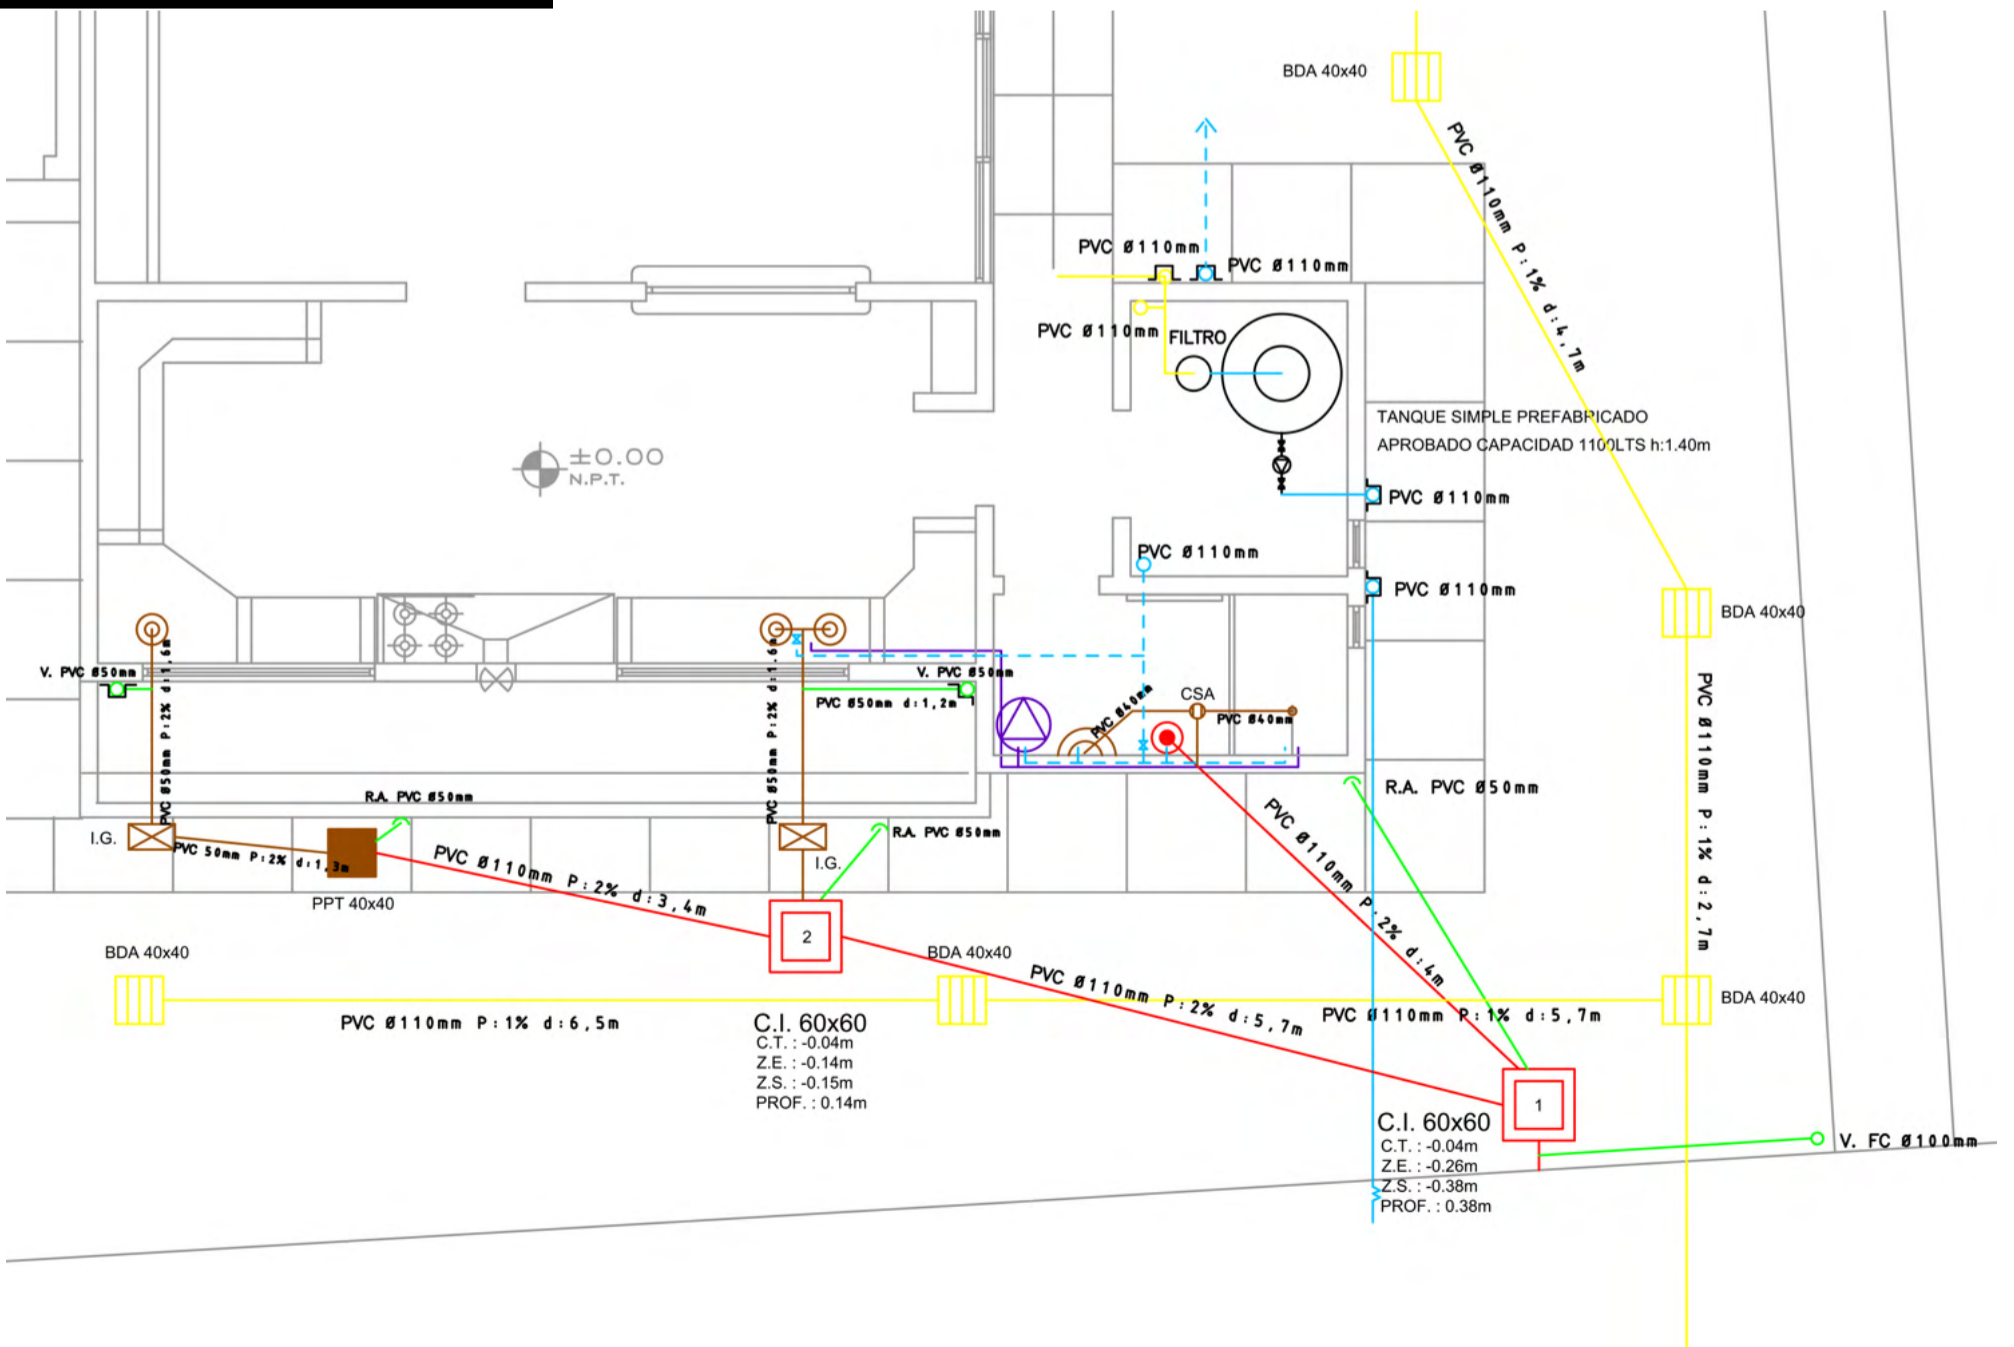 BDA 40x40
PVC Ø110mm P:1% d:4,7m
PVC Ø110mm
PVC Ø110mm
PVC Ø110mm
FILTRO
TANQUE SIMPLE PREFABRICADO
APROBADO CAPACIDAD 1100LTS h:1.40m
±0.00
N.P.T.
PVC Ø110mm
PVC Ø110mm
PVC Ø110mm
BDA 40x40
V. PVC Ø50mm
PVC Ø50mm P:2% d:1,6m
PVC Ø50mm P:2% d:1,6m
V. PVC Ø50mm
PVC Ø50mm d:1,2m
PVC Ø40mm
CSA
PVC Ø40mm
PVC Ø110mm P:1% d:2,7m
R.A. PVC Ø50mm
R.A. PVC Ø50mm
I.G.
PVC 50mm P:2% d:1,3m
PPT 40x40
PVC Ø110mm P:2% d:3,4m
R.A. PVC Ø50mm
I.G.
2
PVC Ø110mm P:2% d:4m
BDA 40x40
BDA 40x40
BDA 40x40
PVC Ø110mm P:1% d:6,5m
PVC Ø110mm P:2% d:5,7m
PVC Ø110mm P:1% d:5,7m
C.I. 60x60
C.T. : -0.04m
Z.E. : -0.14m
Z.S. : -0.15m
PROF. : 0.14m
1
C.I. 60x60
C.T. : -0.04m
Z.E. : -0.26m
Z.S. : -0.38m
PROF. : 0.38m
V. FC Ø100mm